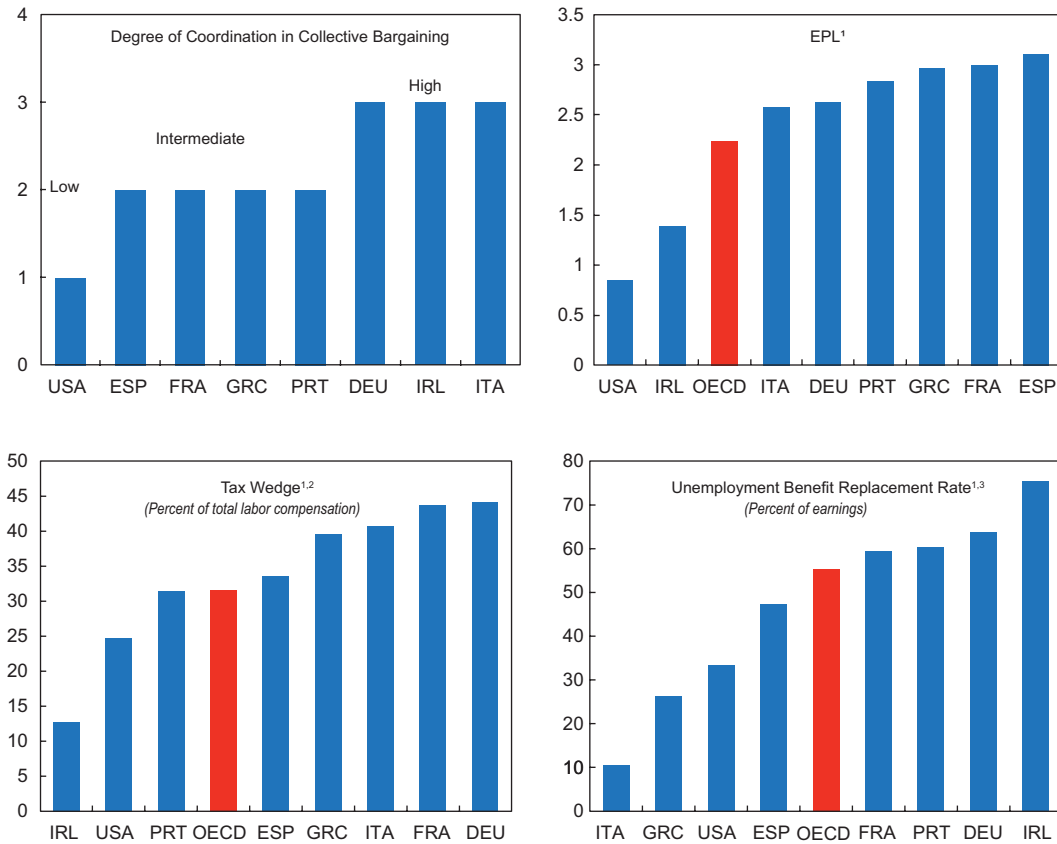 Degree of Coordination in Collective Bargaining
4
3
2
1
0
Low
Intermediate
High
USA ESP FRA GRC PRT DEU IRL ITA
EPL¹
3.5
3
2.5
2
1.5
1
0.5
0
USA IRL OECD ITA DEU PRT GRC FRA ESP
Tax Wedge¹,²
(Percent of total labor compensation)
50
45
40
35
30
25
20
15
10
5
0
IRL USA PRT OECD ESP GRC ITA FRA DEU
Unemployment Benefit Replacement Rate¹,³
(Percent of earnings)
80
70
60
50
40
30
20
10
0
ITA GRC USA ESP OECD FRA PRT DEU IRL